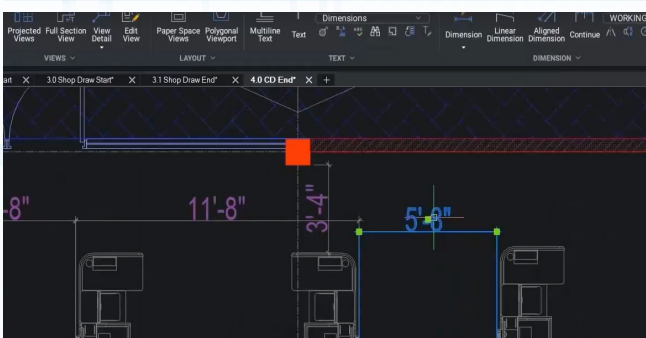 Dimensions
WORKING
Projected Views
Full Section View
View Detail
Edit View
Paper Space Views
Polygonal Viewport
Multiline Text
Text
Dimension
Linear Dimension
Aligned Dimension
Continue
VIEWS
LAYOUT
TEXT
DIMENSION
art X
3.0 Shop Draw Start* X
3.1 Shop Draw End* X
4.0 CD End* X +
-8"
11'-8"
3'-4"
5'-8"